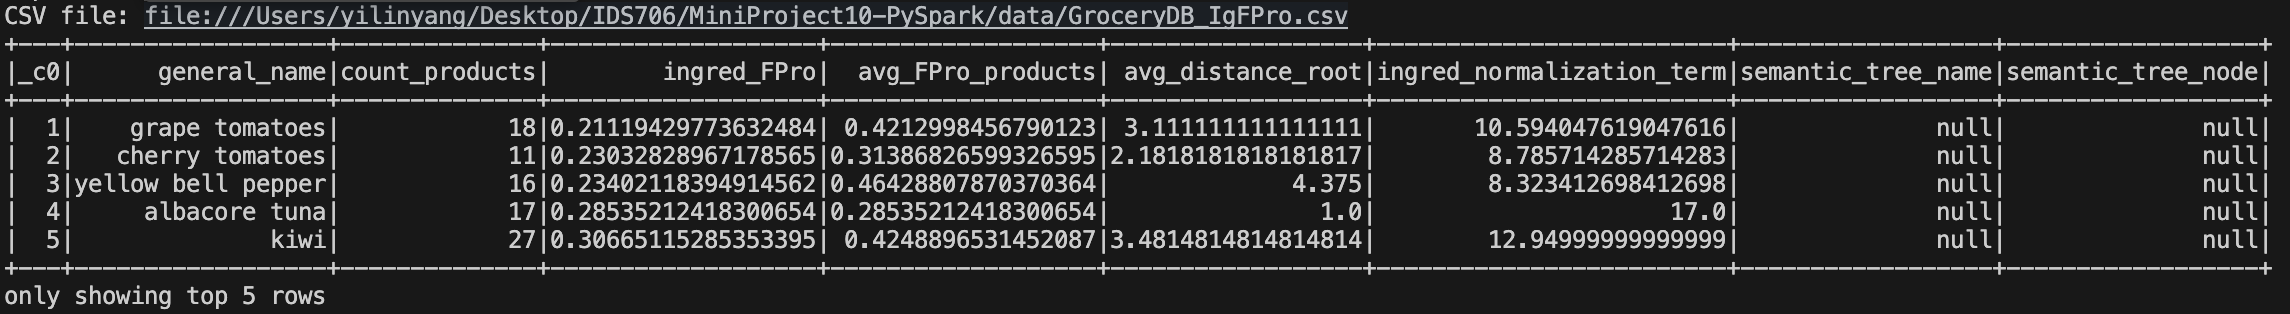 CSV file: file:///Users/yilinyang/Desktop/IDS706/MiniProject10-PySpark/data/GroceryDB_IgFPro.csv
+---+------------------+--------------+-------------------+-------------------+------------------+-------------------------+------------------+------------------+
|_c0|      general_name|count_products|        ingred_FPro|  avg_FPro_products| avg_distance_root|ingred_normalization_term|semantic_tree_name|semantic_tree_node|
+---+------------------+--------------+-------------------+-------------------+------------------+-------------------------+------------------+------------------+
|  1|    grape tomatoes|            18|0.21119429773632484| 0.4212998456790123| 3.111111111111111|       10.594047619047616|              null|              null|
|  2|   cherry tomatoes|            11|0.23032828967178565|0.31386826599326595|2.1818181818181817|        8.785714285714283|              null|              null|
|  3|yellow bell pepper|            16|0.23402118394914562|0.46428807870370364|             4.375|        8.323412698412698|              null|              null|
|  4|     albacore tuna|            17|0.28535212418300654|0.28535212418300654|               1.0|                     17.0|              null|              null|
|  5|              kiwi|            27|0.30665115285353395| 0.4248896531452087|3.4814814814814814|        12.94999999999999|              null|              null|
+---+------------------+--------------+-------------------+-------------------+------------------+-------------------------+------------------+------------------+
only showing top 5 rows